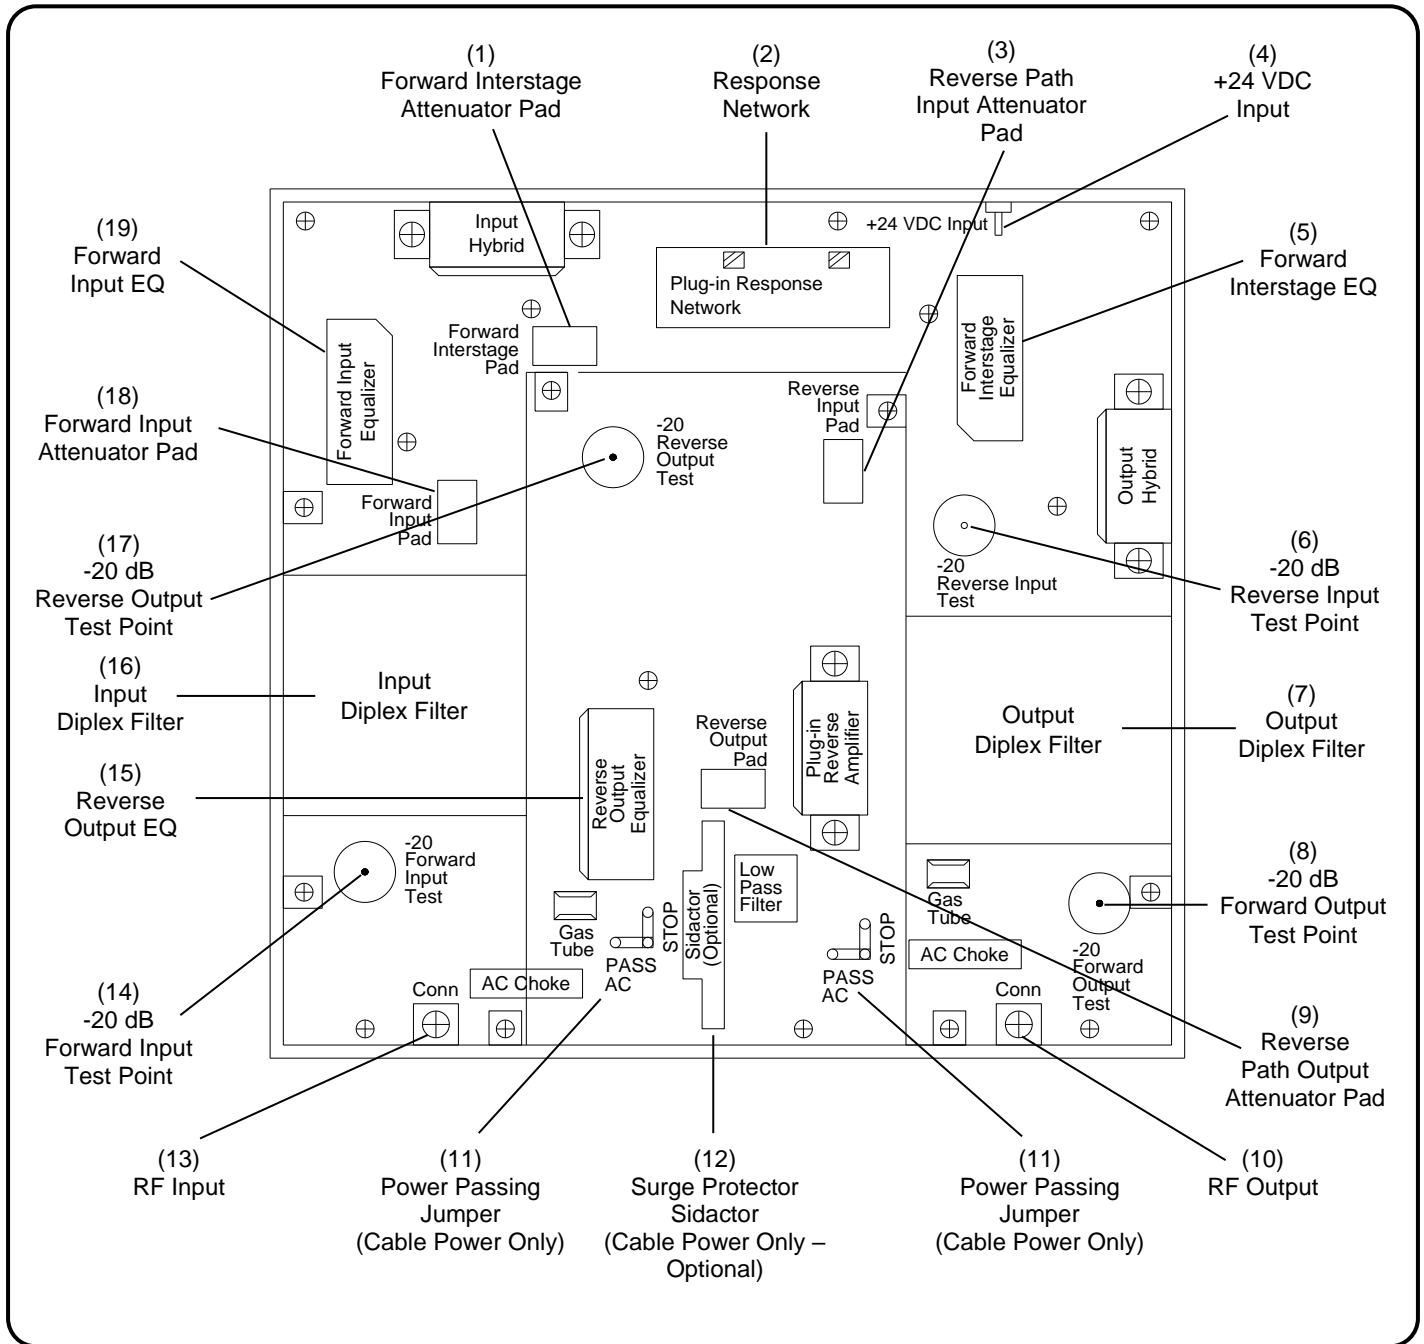 (1)
Forward Interstage
Attenuator Pad
(2)
Response
Network
(3)
Reverse Path
Input Attenuator
Pad
(4)
+24 VDC
Input
(19)
Forward
Input EQ
Input
Hybrid
+24 VDC Input
Plug-in Response
Network
(5)
Forward
Interstage EQ
Forward
Interstage
Pad
Forward
Interstage
Equalizer
Forward Input
Equalizer
Reverse
Input
Pad
(18)
Forward Input
Attenuator Pad
-20
Reverse
Output
Test
Output
Hybrid
Forward
Input
Pad
(17)
-20 dB
Reverse Output
Test Point
-20
Reverse Input
Test
(6)
-20 dB
Reverse Input
Test Point
(16)
Input
Diplex Filter
Input
Diplex Filter
Output
Diplex Filter
(7)
Output
Diplex Filter
Reverse
Output
Pad
Plug-in
Reverse
Amplifier
(15)
Reverse
Output EQ
Reverse
Output
Equalizer
-20
Forward
Input
Test
Low
Pass
Filter
(8)
-20 dB
Forward Output
Test Point
Gas
Tube
STOP
PASS
AC
Sidactor
(Optional)
STOP
PASS
AC
Gas
Tube
AC Choke
-20
Forward
Output
Test
AC Choke
Conn
Conn
(14)
-20 dB
Forward Input
Test Point
(9)
Reverse
Path Output
Attenuator Pad
(13)
RF Input
(11)
Power Passing
Jumper
(Cable Power Only)
(12)
Surge Protector
Sidactor
(Cable Power Only –
Optional)
(11)
Power Passing
Jumper
(Cable Power Only)
(10)
RF Output